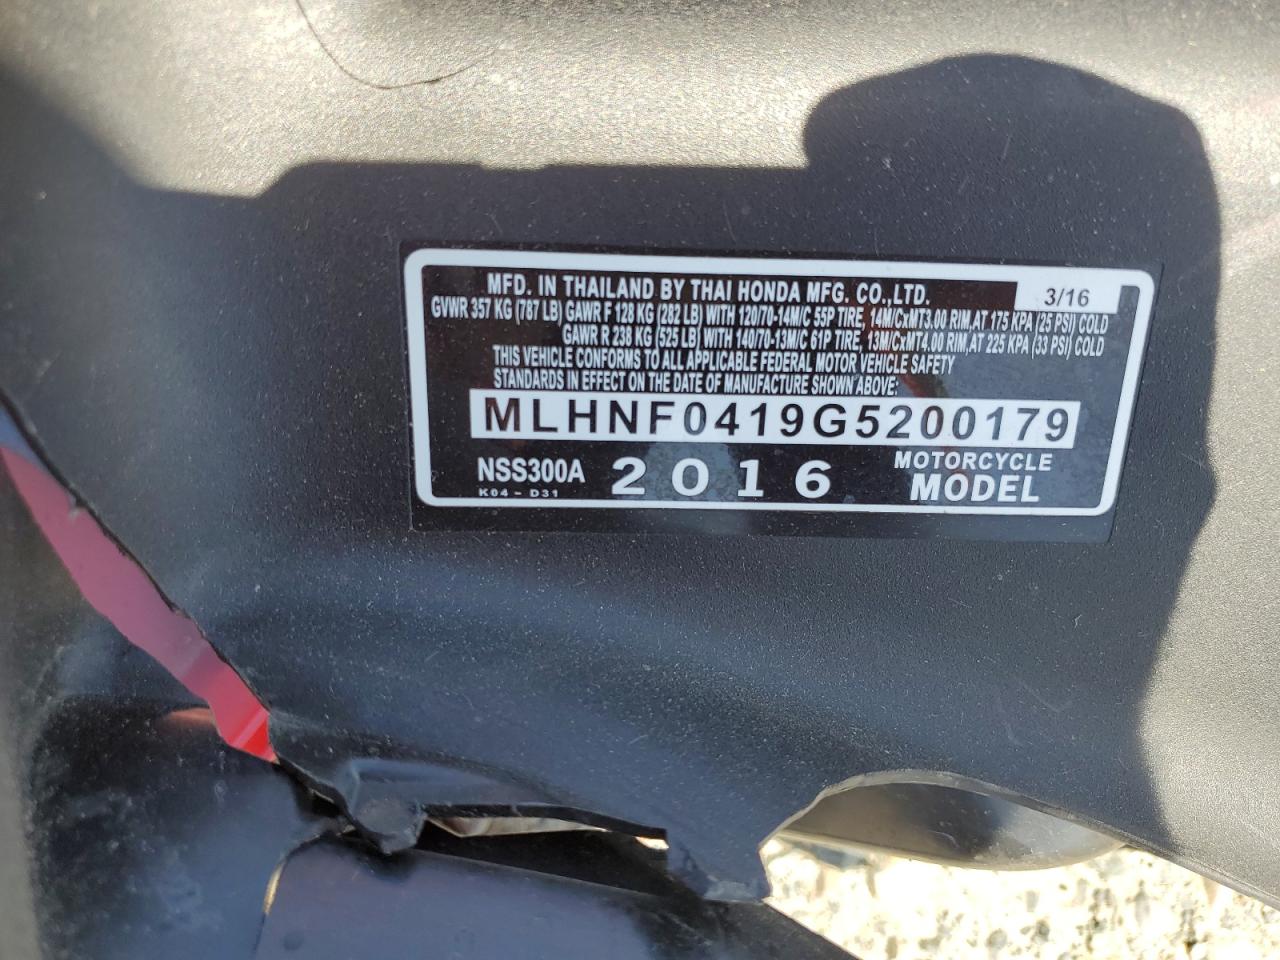 MFD. IN THAILAND BY THAI HONDA MFG. CO.,LTD. 3/16
GVWR 357 KG (787 LB) GAWR F 128 KG (282 LB) WITH 120/70-14M/C 55P TIRE, 14M/CxMT3.00 RIM,AT 175 KPA (25 PSI) COLD
GAWR R 238 KG (525 LB) WITH 140/70-13M/C 61P TIRE, 13M/CxMT4.00 RIM,AT 225 KPA (33 PSI) COLD
THIS VEHICLE CONFORMS TO ALL APPLICABLE FEDERAL MOTOR VEHICLE SAFETY
STANDARDS IN EFFECT ON THE DATE OF MANUFACTURE SHOWN ABOVE:
MLHNF0419G5200179
NSS300A 2016 MOTORCYCLE
K04 - D31 MODEL